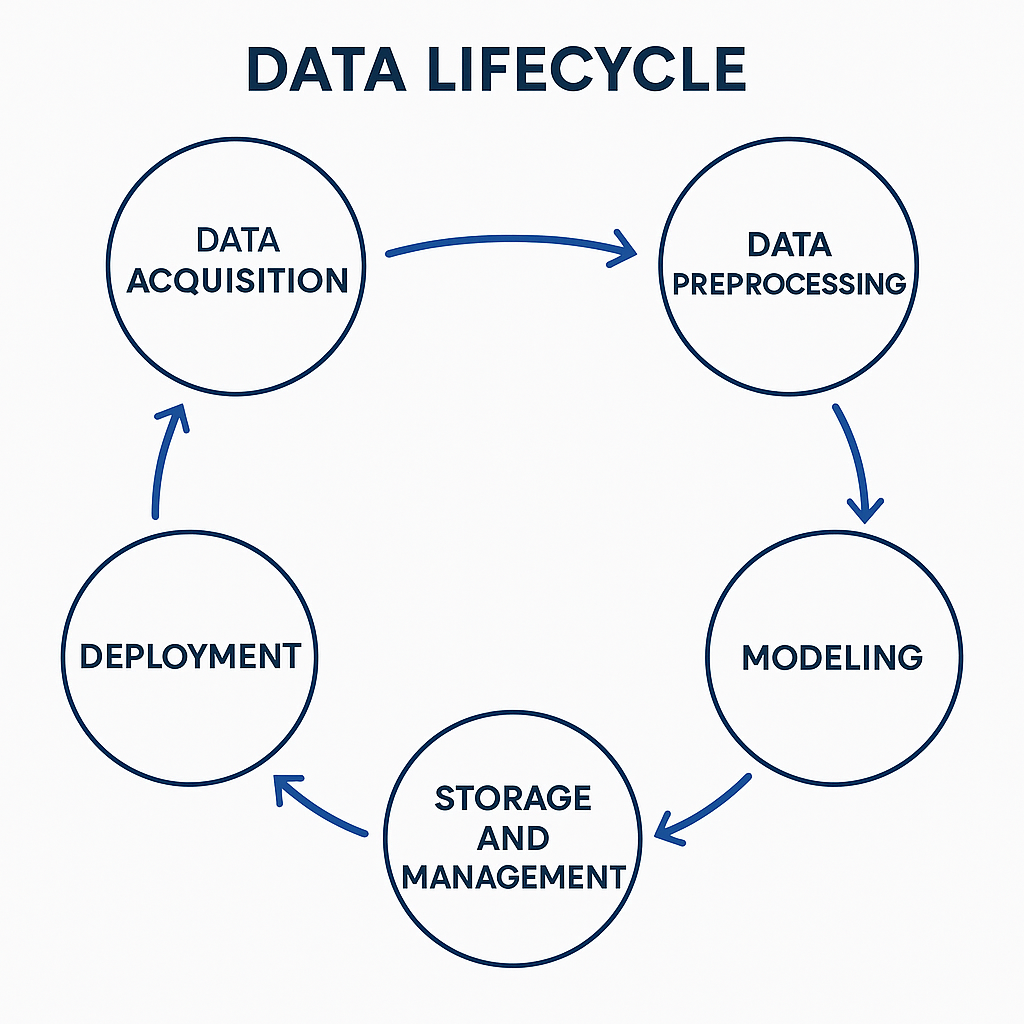 DATA LIFECYCLE
DATA
ACQUISITION
DATA
PREPROCESSING
MODELING
STORAGE
AND
MANAGEMENT
DEPLOYMENT